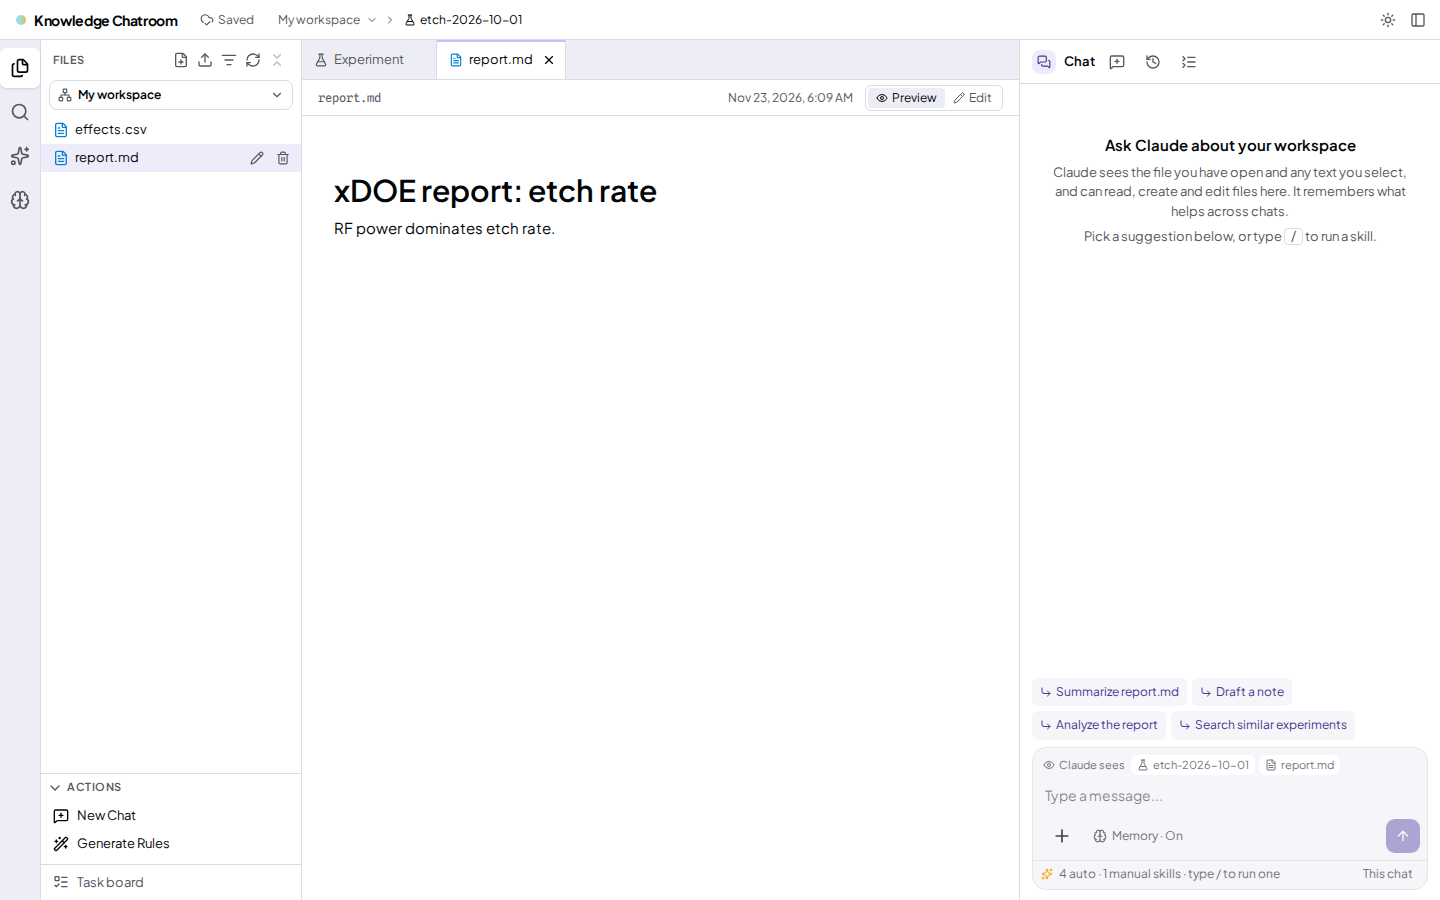 Knowledge Chatroom
Saved
My workspace
etch-2026-10-01
FILES
My workspace
effects.csv
report.md
ACTIONS
New Chat
Generate Rules
Task board
Experiment
report.md
report.md
Nov 23, 2026, 6:09 AM
Preview
Edit
xDOE report: etch rate
RF power dominates etch rate.
Chat
Ask Claude about your workspace
Claude sees the file you have open and any text you select,
and can read, create and edit files here. It remembers what
helps across chats.
Pick a suggestion below, or type / to run a skill.
Summarize report.md
Draft a note
Analyze the report
Search similar experiments
Claude sees
etch-2026-10-01
report.md
Type a message...
Memory · On
4 auto · 1 manual skills · type / to run one
This chat